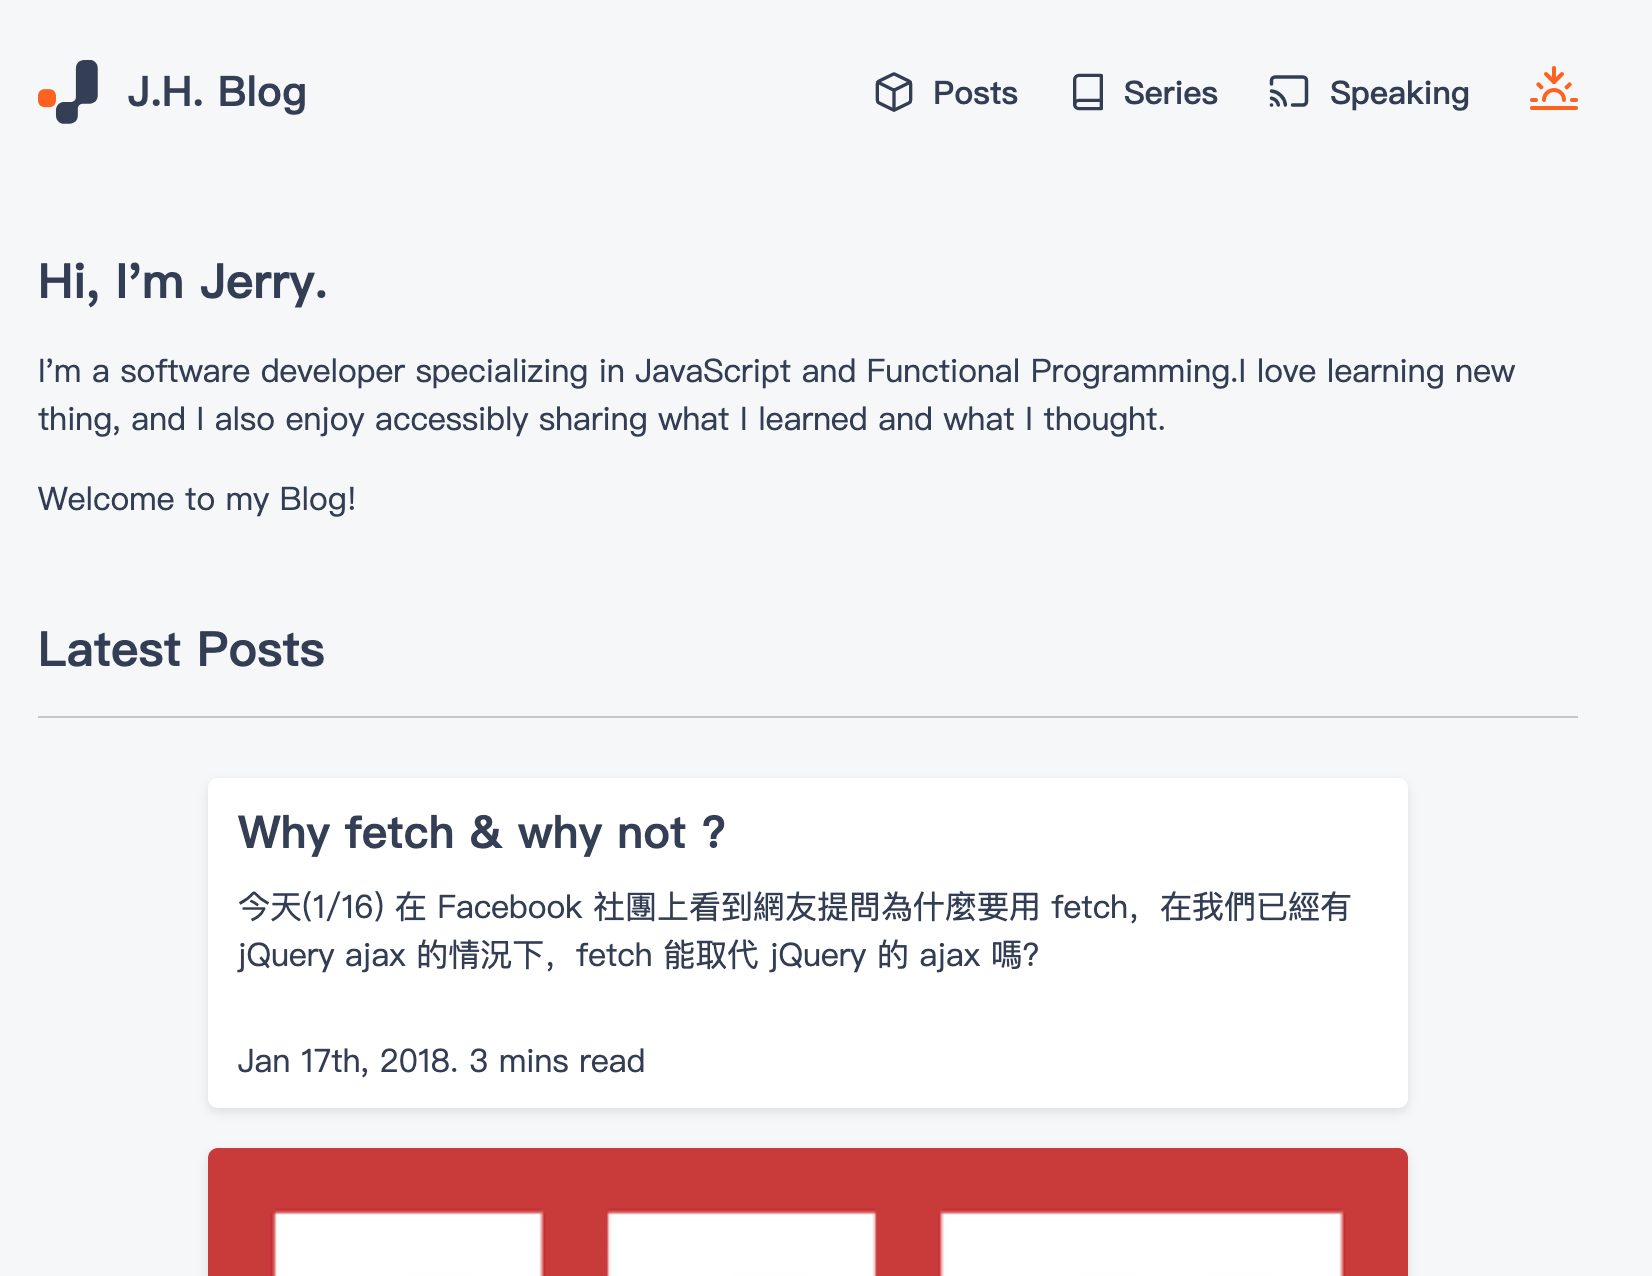 J.H. Blog
Posts
Series
Speaking
Hi, I’m Jerry.
I’m a software developer specializing in JavaScript and Functional Programming.I love learning new
thing, and I also enjoy accessibly sharing what I learned and what I thought.
Welcome to my Blog!
Latest Posts
Why fetch & why not ?
今天(1/16) 在 Facebook 社團上看到網友提問為什麼要用 fetch，在我們已經有
jQuery ajax 的情況下，fetch 能取代 jQuery 的 ajax 嗎?
Jan 17th, 2018. 3 mins read